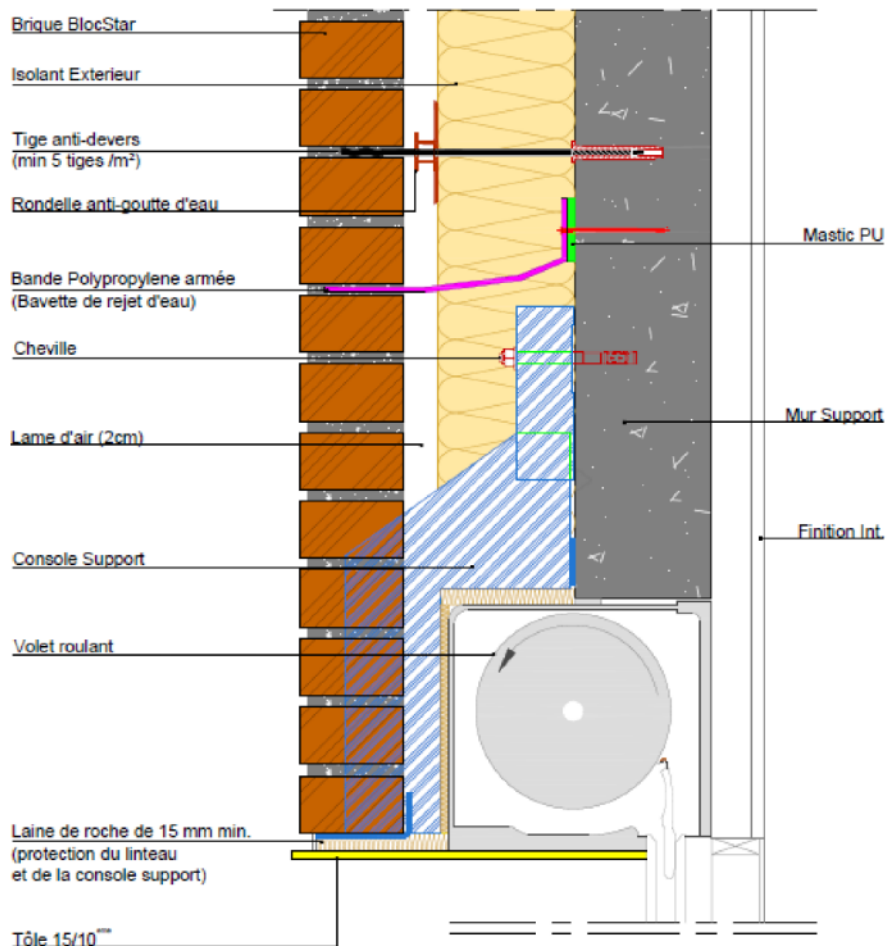 Brique BlocStar
Isolant Exterieur
Tige anti-devers
(min 5 tiges /m²)
Rondelle anti-goutte d'eau
Mastic PU
Bande Polypropylene armée
(Bavette de rejet d'eau)
Cheville
Mur Support
Lame d'air (2cm)
Finition Int.
Console Support
Volet roulant
Laine de roche de 15 mm min.
(protection du linteau
et de la console support)
Tôle 15/10ème